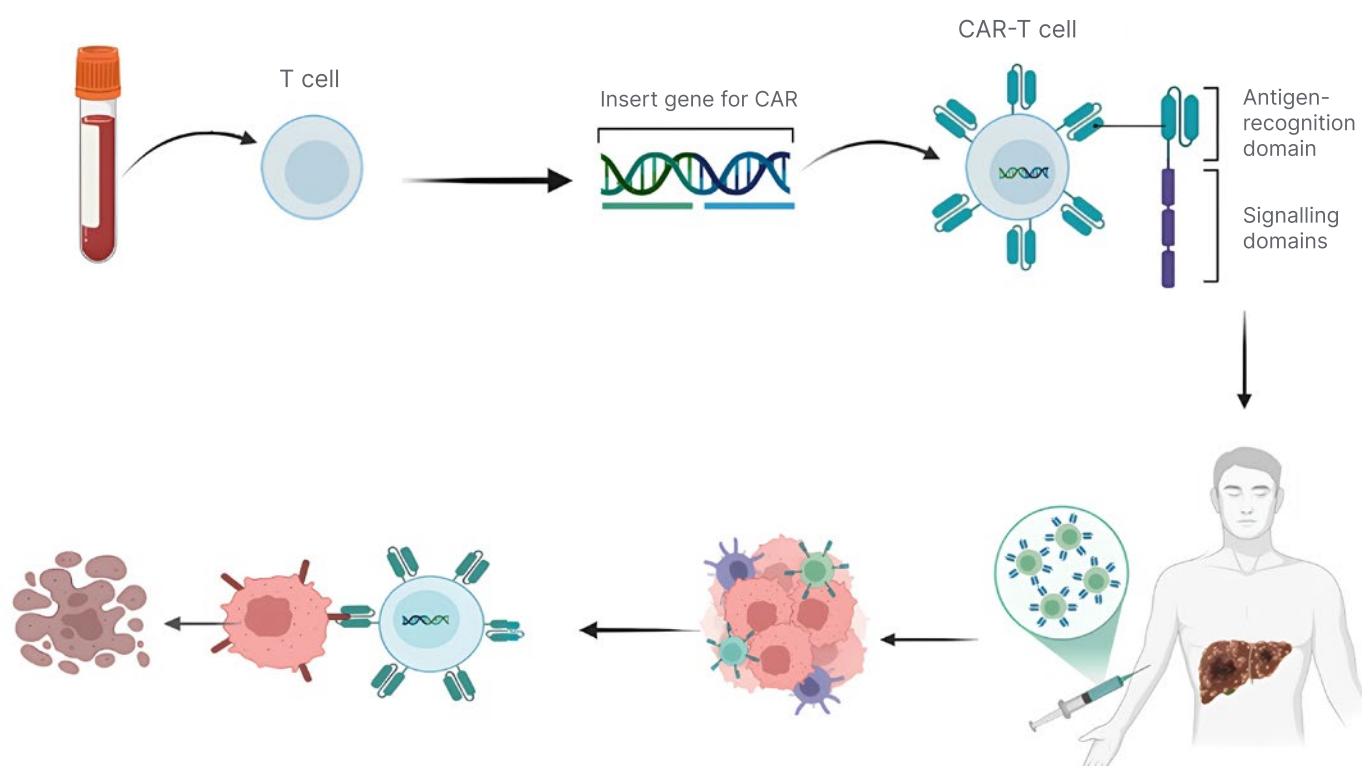 CAR-T cell
T cell
Insert gene for CAR
Antigen-
recognition
domain
Signalling
domains